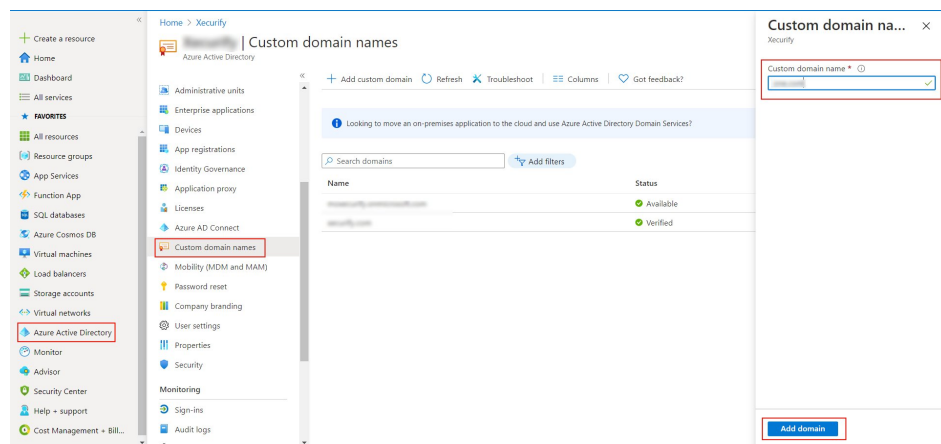 Home > Xecurify
| Custom domain names
Azure Active Directory
Create a resource
Home
Dashboard
All services
FAVORITES
All resources
Resource groups
App Services
Function App
SQL databases
Azure Cosmos DB
Virtual machines
Load balancers
Storage accounts
Virtual networks
Azure Active Directory
Monitor
Advisor
Security Center
Help + support
Cost Management + Bill...
Administrative units
Enterprise applications
Devices
App registrations
Identity Governance
Application proxy
Licenses
Azure AD Connect
Custom domain names
Mobility (MDM and MAM)
Password reset
Company branding
User settings
Properties
Security
Monitoring
Sign-ins
Audit logs
Add custom domain Refresh Troubleshoot Columns Got feedback?
Looking to move an on-premises application to the cloud and use Azure Active Directory Domain Services?
Search domains Add filters
Name Status
Available
Verified
Custom domain na...
Xecurify
Custom domain name *
Add domain